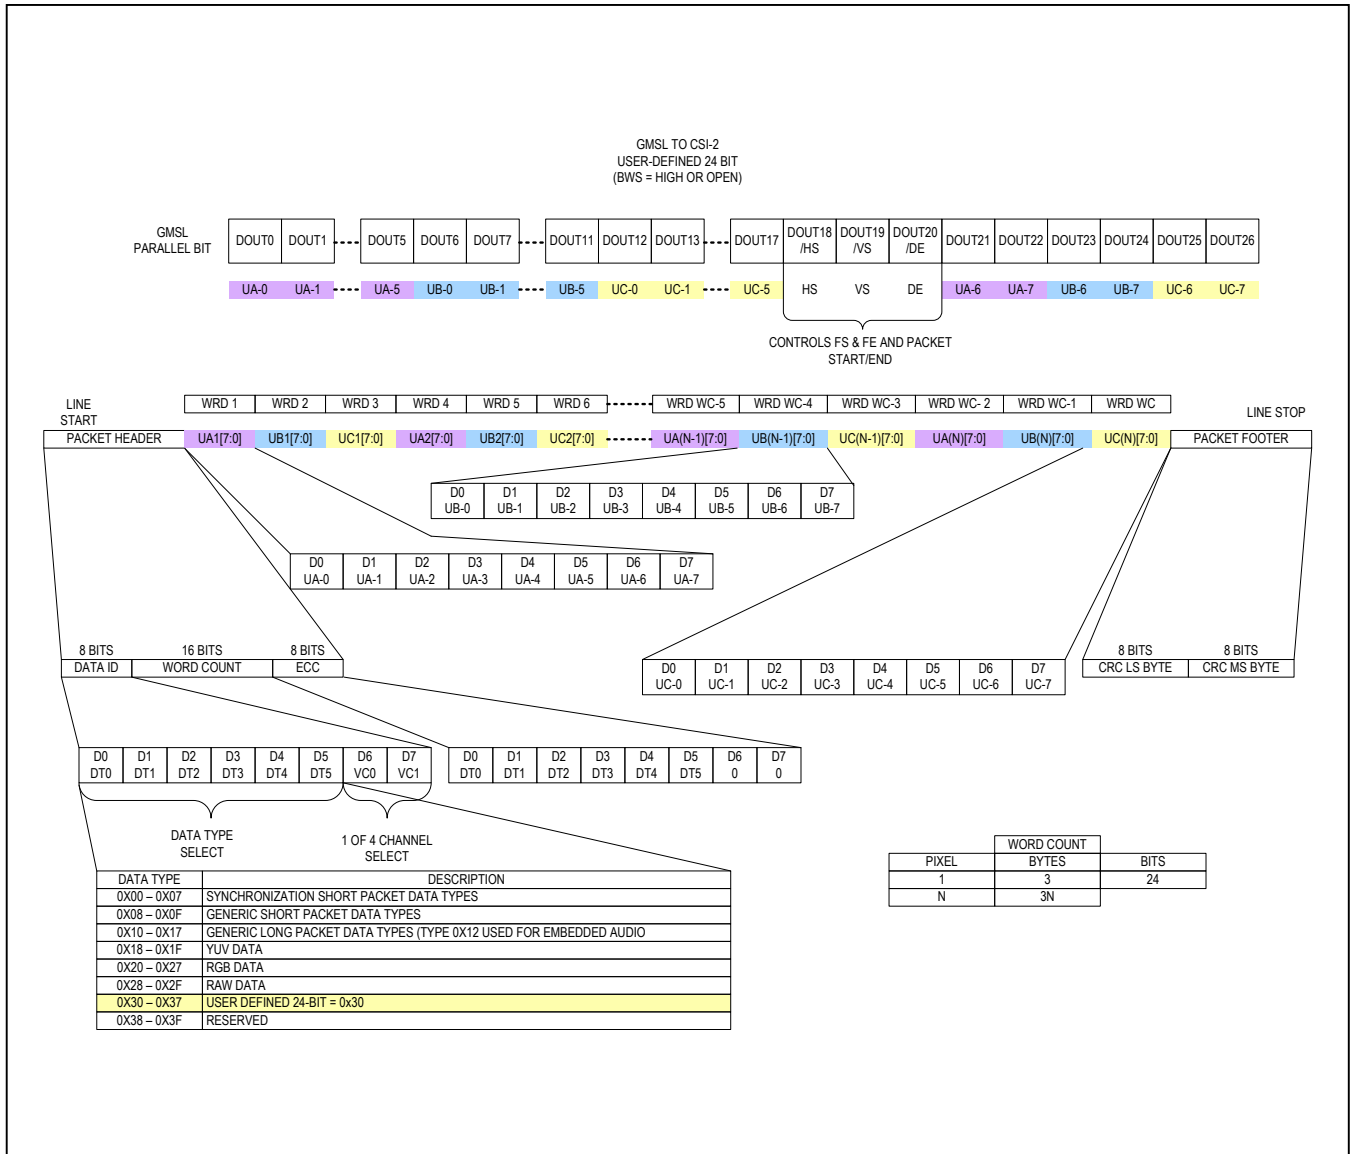 GMSL TO CSI-2
USER-DEFINED 24 BIT
(BWS = HIGH OR OPEN)
GMSL
PARALLEL BIT
DOUT0 DOUT1 DOUT5 DOUT6 DOUT7 DOUT11 DOUT12 DOUT13 DOUT17 DOUT18 /HS DOUT19 /VS DOUT20 /DE DOUT21 DOUT22 DOUT23 DOUT24 DOUT25 DOUT26
UA-0 UA-1 UA-5 UB-0 UB-1 UB-5 UC-0 UC-1 UC-5 HS VS DE UA-6 UA-7 UB-6 UB-7 UC-6 UC-7
CONTROLS FS & FE AND PACKET
START/END
LINE
START
WRD 1 WRD 2 WRD 3 WRD 4 WRD 5 WRD 6 WRD WC-5 WRD WC-4 WRD WC-3 WRD WC- 2 WRD WC-1 WRD WC
LINE STOP
PACKET HEADER UA1[7:0] UB1[7:0] UC1[7:0] UA2[7:0] UB2[7:0] UC2[7:0] UA(N-1)[7:0] UB(N-1)[7:0] UC(N-1)[7:0] UA(N)[7:0] UB(N)[7:0] UC(N)[7:0] PACKET FOOTER
D0 D1 D2 D3 D4 D5 D6 D7
UB-0 UB-1 UB-2 UB-3 UB-4 UB-5 UB-6 UB-7
D0 D1 D2 D3 D4 D5 D6 D7
UA-0 UA-1 UA-2 UA-3 UA-4 UA-5 UA-6 UA-7
8 BITS 16 BITS 8 BITS
DATA ID WORD COUNT ECC
D0 D1 D2 D3 D4 D5 D6 D7
UC-0 UC-1 UC-2 UC-3 UC-4 UC-5 UC-6 UC-7
8 BITS 8 BITS
CRC LS BYTE CRC MS BYTE
D0 D1 D2 D3 D4 D5 D6 D7
DT0 DT1 DT2 DT3 DT4 DT5 VC0 VC1
D0 D1 D2 D3 D4 D5 D6 D7
DT0 DT1 DT2 DT3 DT4 DT5 0 0
DATA TYPE
SELECT
1 OF 4 CHANNEL
SELECT
DATA TYPE DESCRIPTION
0X00 – 0X07 SYNCHRONIZATION SHORT PACKET DATA TYPES
0X08 – 0X0F GENERIC SHORT PACKET DATA TYPES
0X10 – 0X17 GENERIC LONG PACKET DATA TYPES (TYPE 0X12 USED FOR EMBEDDED AUDIO
0X18 – 0X1F YUV DATA
0X20 – 0X27 RGB DATA
0X28 – 0X2F RAW DATA
0X30 – 0X37 USER DEFINED 24-BIT = 0x30
0X38 – 0X3F RESERVED
WORD COUNT
PIXEL BYTES BITS
1 3 24
N 3N